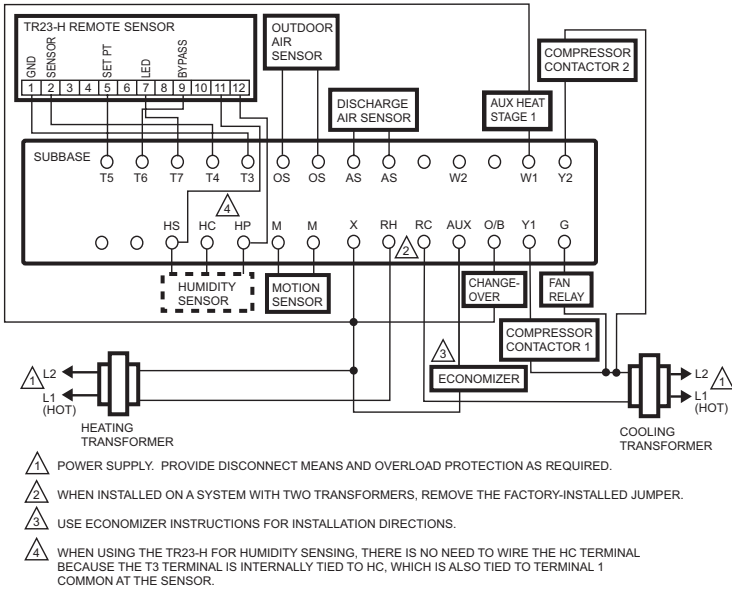 TR23-H REMOTE SENSOR
GND
SENSOR
SET PT
LED
BYPASS
1 2 3 4 5 6 7 8 9 10 11 12
OUTDOOR
AIR
SENSOR
DISCHARGE
AIR SENSOR
AUX HEAT
STAGE 1
COMPRESSOR
CONTACTOR 2
SUBBASE
T5 T6 T7 T4 T3 OS OS AS AS W2 W1 Y2
4
HS HC HP M M X RH RC AUX O/B Y1 G
2
HUMIDITY
SENSOR
MOTION
SENSOR
CHANGE-
OVER
FAN
RELAY
COMPRESSOR
CONTACTOR 1
3
ECONOMIZER
1
L2
L1
(HOT)
HEATING
TRANSFORMER
L2
1
L1
(HOT)
COOLING
TRANSFORMER
1 POWER SUPPLY. PROVIDE DISCONNECT MEANS AND OVERLOAD PROTECTION AS REQUIRED.
2 WHEN INSTALLED ON A SYSTEM WITH TWO TRANSFORMERS, REMOVE THE FACTORY-INSTALLED JUMPER.
3 USE ECONOMIZER INSTRUCTIONS FOR INSTALLATION DIRECTIONS.
4 WHEN USING THE TR23-H FOR HUMIDITY SENSING, THERE IS NO NEED TO WIRE THE HC TERMINAL
BECAUSE THE T3 TERMINAL IS INTERNALLY TIED TO HC, WHICH IS ALSO TIED TO TERMINAL 1
COMMON AT THE SENSOR.